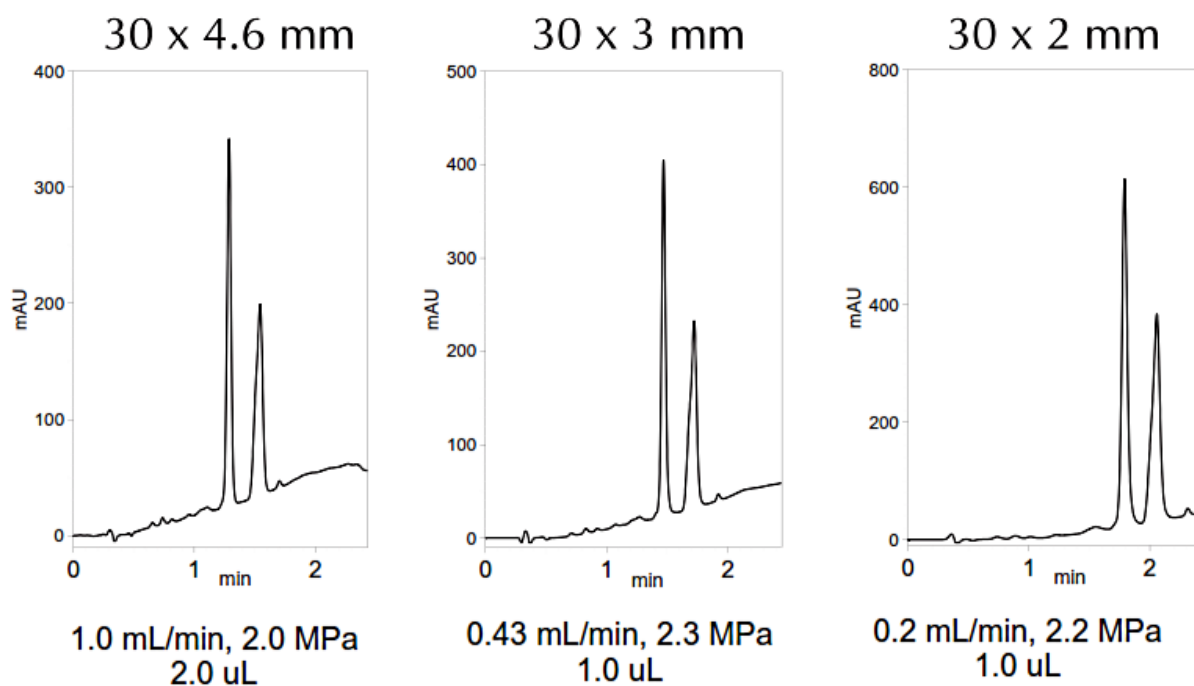 30 x 4.6 mm
400
300
200
100
0
mAU
0
1
2
min
1.0 mL/min, 2.0 MPa
2.0 uL
30 x 3 mm
500
400
300
200
100
0
mAU
0
1
2
min
0.43 mL/min, 2.3 MPa
1.0 uL
30 x 2 mm
800
600
400
200
0
mAU
0
1
2
min
0.2 mL/min, 2.2 MPa
1.0 uL